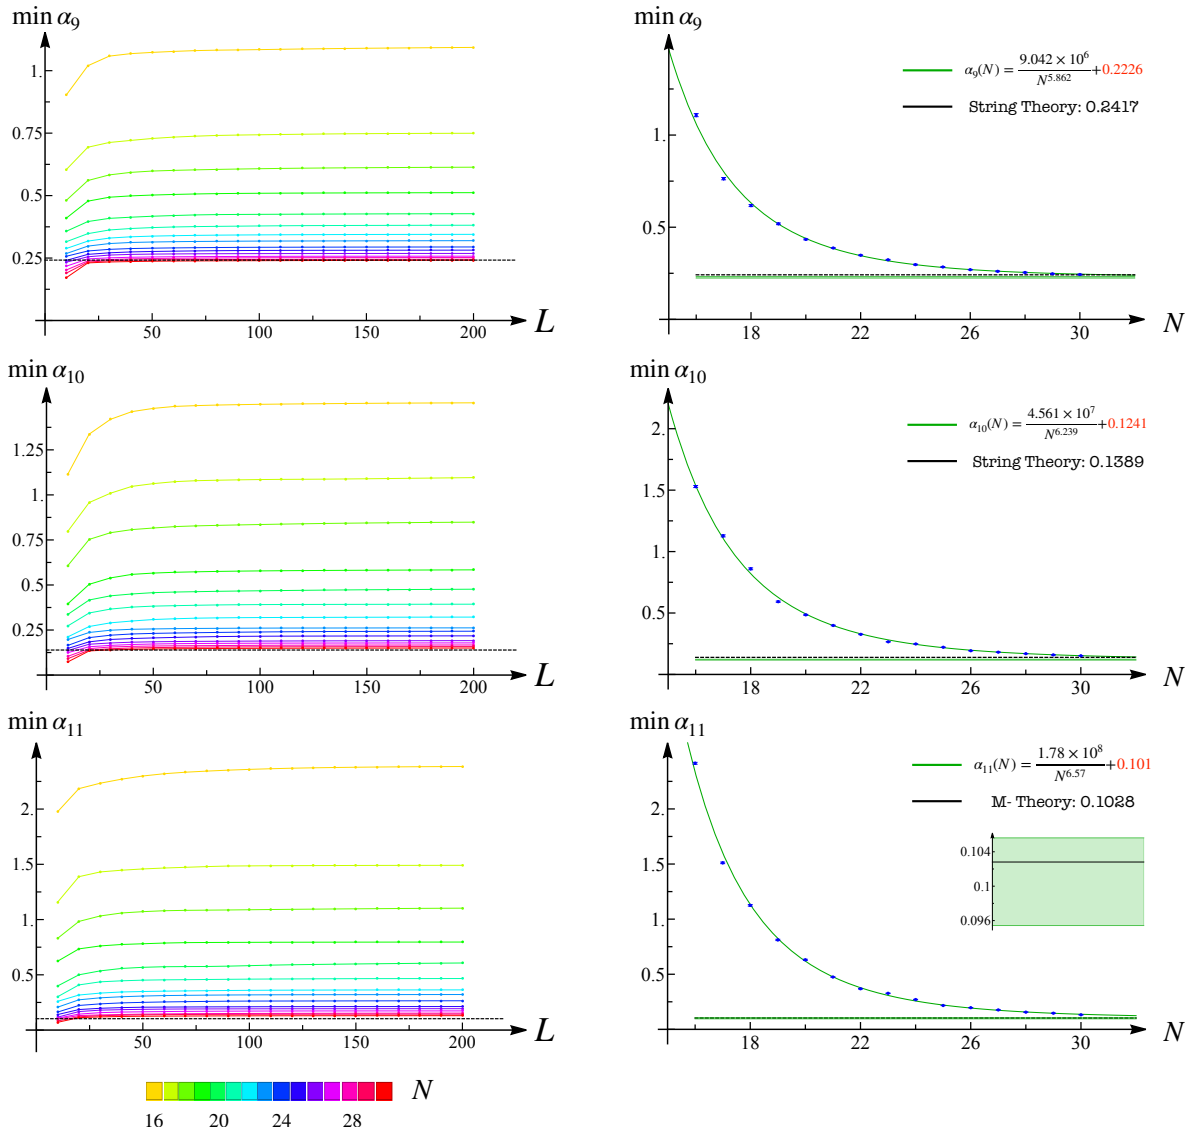 min α₉
1.
0.75
0.5
0.25
50
100
150
200
L
min α₉
1.
0.5
18
22
26
30
N
α₉(N) = 9.042 × 10⁶ / N^5.862 +0.2226
String Theory: 0.2417
min α₁₀
1.25
1.
0.75
0.5
0.25
50
100
150
200
L
min α₁₀
2.
1.5
1.
0.5
18
22
26
30
N
α₁₀(N) = 4.561 × 10⁷ / N^6.239 +0.1241
String Theory: 0.1389
min α₁₁
2.
1.5
1.
0.5
50
100
150
200
L
min α₁₁
2.
1.5
1.
0.5
18
22
26
30
N
α₁₁(N) = 1.78 × 10⁸ / N^6.57 +0.101
M- Theory: 0.1028
0.104
0.1
0.096
N
16
20
24
28